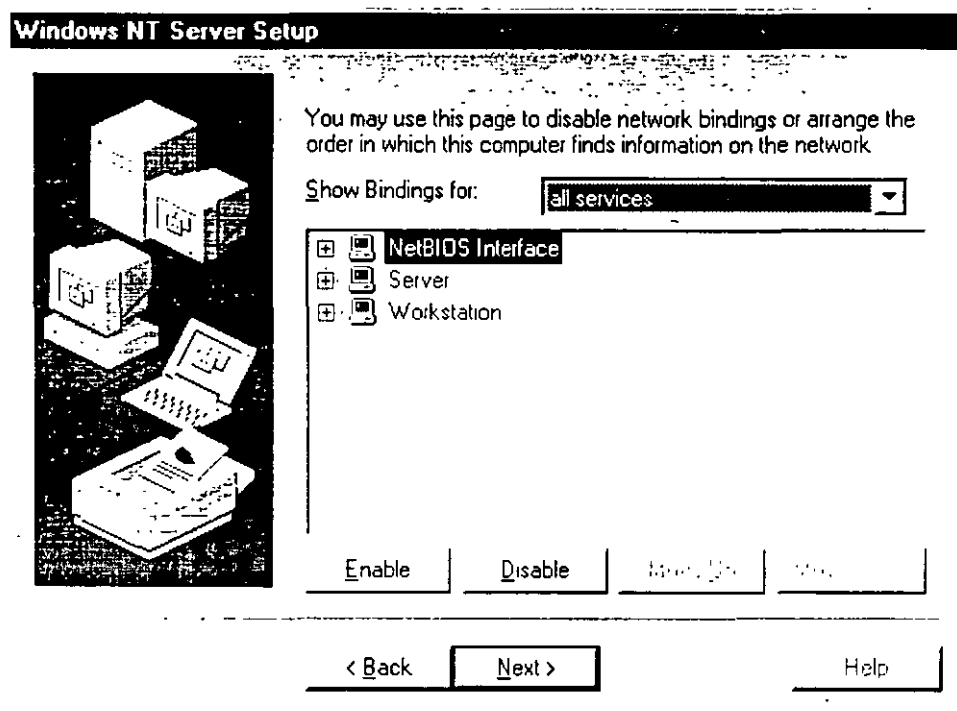 Windows NT Server Setup
You may use this page to disable network bindings or arrange the
order in which this computer finds information on the network
Show Bindings for: all services
NetBIOS Interface
Server
Workstation
Enable Disable
< Back Next > Help